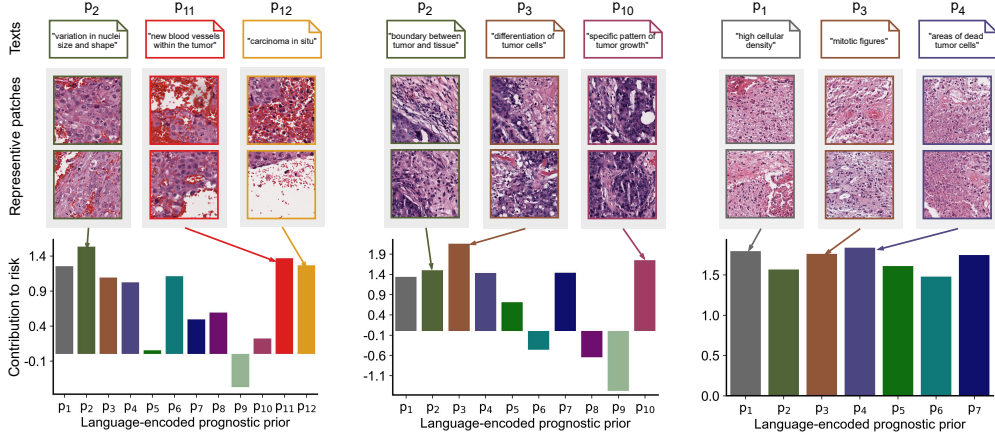 p2 p11 p12 p2 p3 p10 p1 p3 p4
Texts
"variation in nuclei
size and shape"
"new blood vessels
within the tumor"
"carcinoma in situ"
"boundary between
tumor and tissue"
"differentiation of
tumor cells"
"specific pattern of
tumor growth"
"high cellular
density"
"mitotic figures"
"areas of dead
tumor cells"
Representive patches
Contribution to risk
1.4
0.9
0.4
-0.1
p1 p2 p3 p4 p5 p6 p7 p8 p9 p10 p11 p12
Language-encoded prognostic prior
1.9
1.4
0.9
0.4
-0.1
-0.6
-1.1
p1 p2 p3 p4 p5 p6 p7 p8 p9 p10
Language-encoded prognostic prior
1.5
1.0
0.5
0.0
p1 p2 p3 p4 p5 p6 p7
Language-encoded prognostic prior